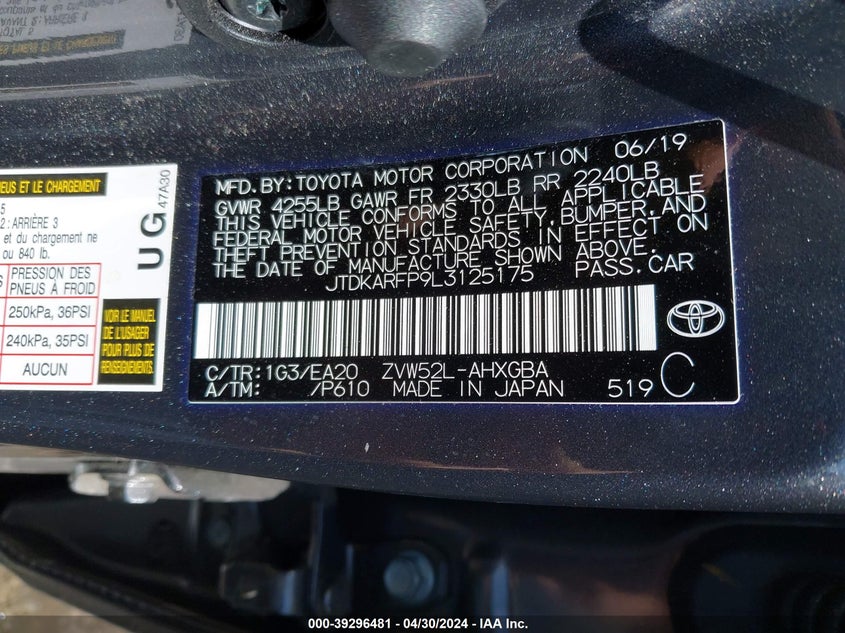 MFD. BY: TOYOTA MOTOR CORPORATION 06/19
GVWR 4255LB GAWR FR 2330LB RR 2240LB
THIS VEHICLE CONFORMS TO ALL APPLICABLE
FEDERAL MOTOR VEHICLE SAFETY, BUMPER, AND
THEFT PREVENTION STANDARDS IN EFFECT ON
THE DATE OF MANUFACTURE SHOWN ABOVE.
JTDKARFP9L3125175 PASS. CAR
C/TR: 1G3/EA20 ZVW52L-AHXGBA
A/TM: /P610 MADE IN JAPAN 519 C
NEUS ET LE CHARGEMENT
5
2 : ARRIÈRE 3
et du chargement ne
ou 840 lb.
PRESSION DES
PNEUS À FROID
250kPa, 36PSI
240kPa, 35PSI
AUCUN
UG
47A30
VOIR LE MANUEL
DE L'USAGER
POUR PLUS DE
RENSEIGNEMENTS
000-39296481 - 04/30/2024 - IAA Inc.